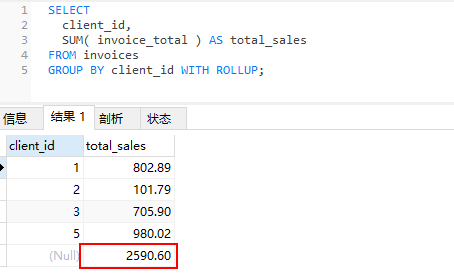 1 SELECT
2 client_id,
3 SUM( invoice_total ) AS total_sales
4 FROM invoices
5 GROUP BY client_id WITH ROLLUP;
信息 结果 1 剖析 状态
client_id total_sales
1 802.89
2 101.79
3 705.90
5 980.02
(Null) 2590.60